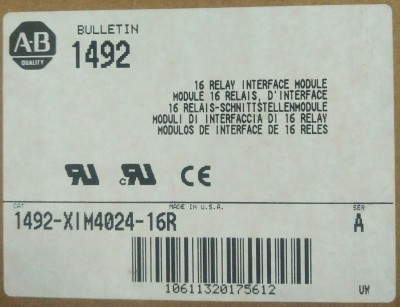 A-B
QUALITY
BULLETIN
1492
16 RELAY INTERFACE MODULE
MODULE 16 RELAIS, D'INTERFACE
16 RELAIS-SCHNITTSTELLENMODULE
MODULI DI INTERFACCIA DI 16 RELAY
MODULOS DE INTERFACE DE 16 RELES
CE
CAT
MADE IN U.S.A.
SER
1492-XIM4024-16R
A
10611320175612
UW